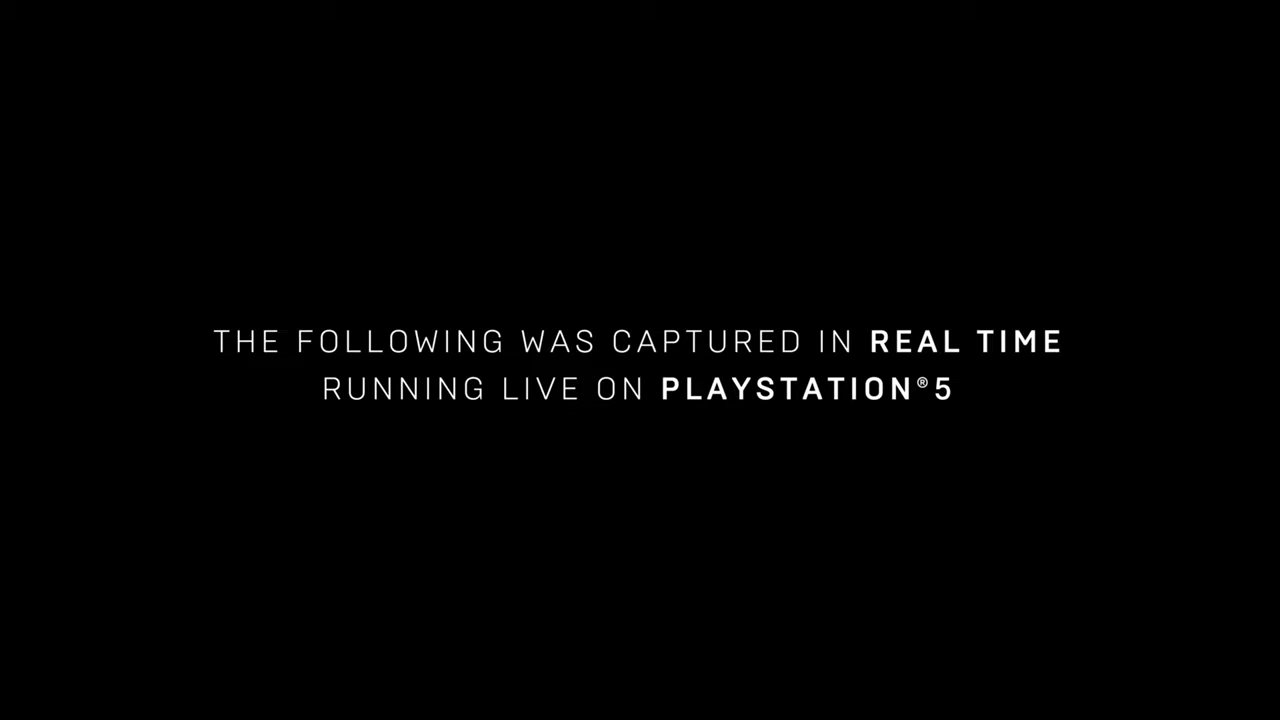 THE FOLLOWING WAS CAPTURED IN REAL TIME
RUNNING LIVE ON PLAYSTATION®5